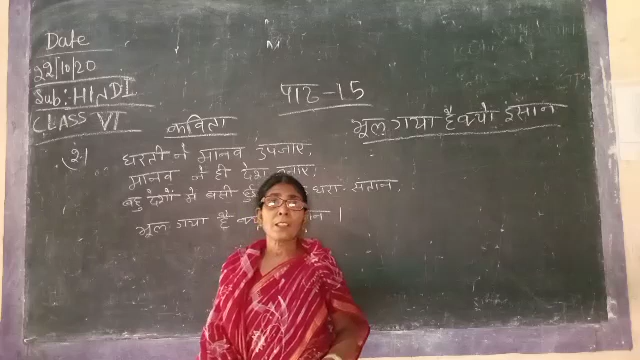 Date
22/10/20
Sub: HINDI
CLASS VI
पाठ-15
कविता
भूल गया है क्यों इंसान
(2)
धरती ने मानव उपजाए
मानव ने ही देश
बहु देशों में बसी धरा-संतान.
भूल गया है ।